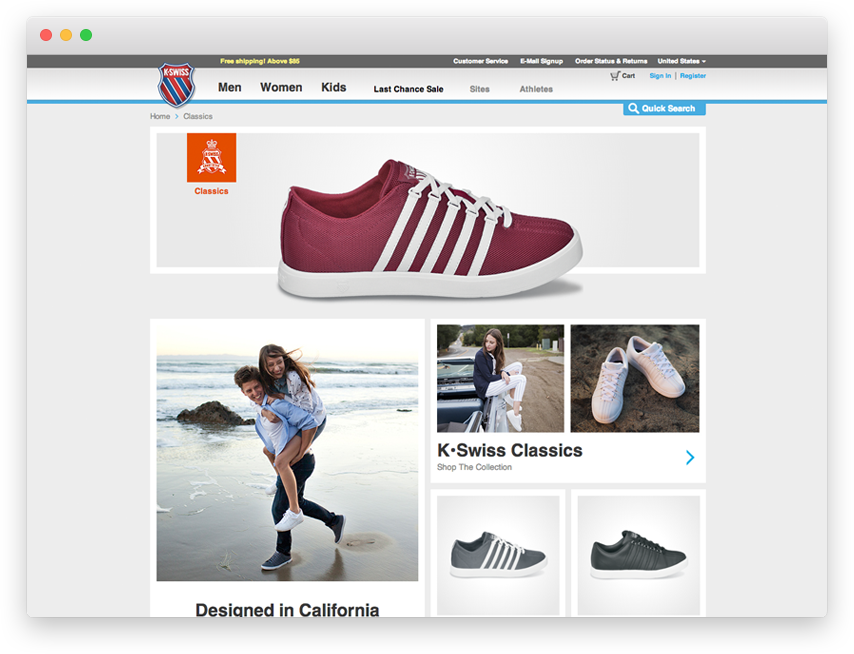 Free shipping! Above $85
Customer Service
E-Mail Signup
Order Status & Returns
United States
K·SWISS
Men
Women
Kids
Last Chance Sale
Sites
Athletes
Cart
Sign In | Register
Quick Search
Home > Classics
Classics
K•Swiss Classics
Shop The Collection
Designed in California